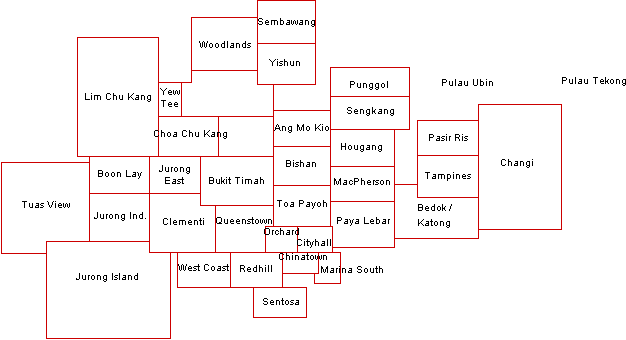 Sembawang
Woodlands
Yishun
Punggol
Pulau Ubin
Pulau Tekong
Lim Chu Kang
Yew
Tee
Sengkang
Choa Chu Kang
Ang Mo Kio
Hougang
Pasir Ris
Changi
Boon Lay
Jurong
East
Bukit Timah
Bishan
MacPherson
Tampines
Tuas View
Jurong Ind.
Clementi
Queenstown
Toa Payoh
Paya Lebar
Bedok /
Katong
Orchard
Cityhall
Chinatown
Jurong Island
West Coast
Redhill
Marina South
Sentosa